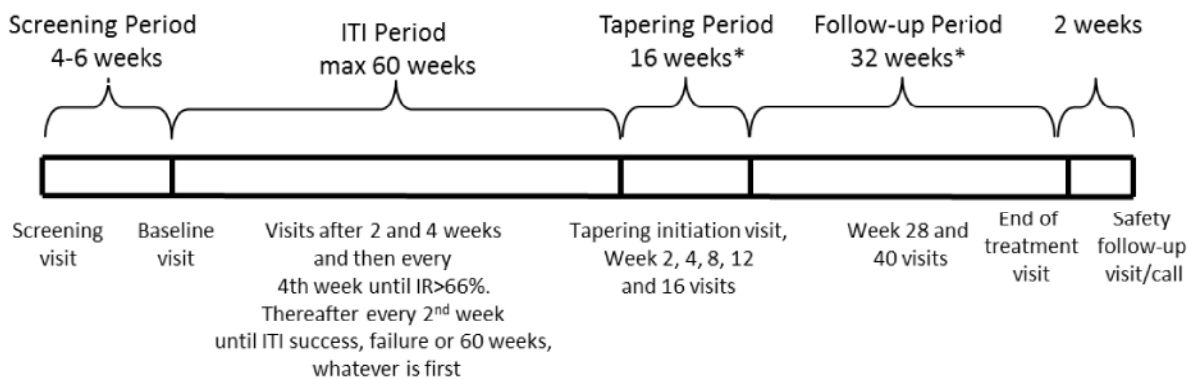 Screening Period
4-6 weeks
ITI Period
max 60 weeks
Tapering Period
16 weeks*
Follow-up Period
32 weeks*
2 weeks
Screening
visit
Baseline
visit
Visits after 2 and 4 weeks
and then every
4th week until IR>66%.
Thereafter every 2nd week
until ITI success, failure or 60 weeks,
whatever is first
Tapering initiation visit,
Week 2, 4, 8, 12
and 16 visits
Week 28 and
40 visits
End of
treatment
visit
Safety
follow-up
visit/call